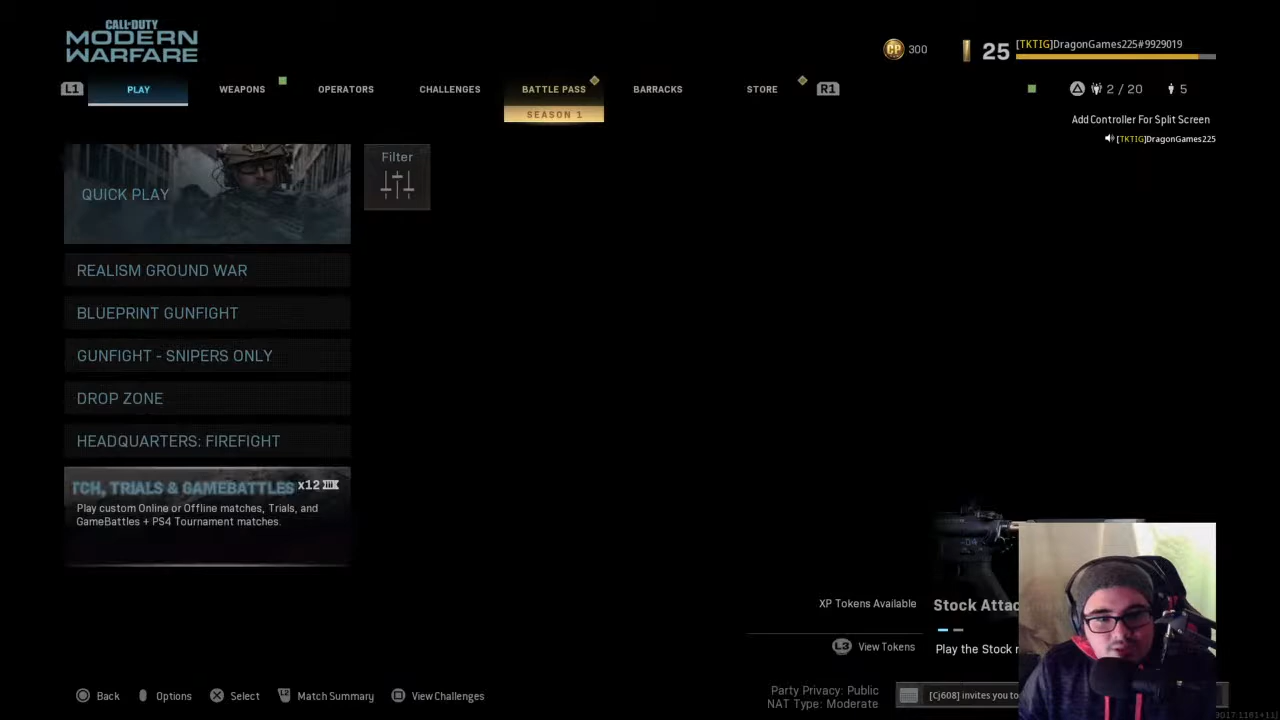 CALL OF DUTY
MODERN
WARFARE
CP 300
25
[TKTIG]DragonGames225#9929019
L1
PLAY
WEAPONS
OPERATORS
CHALLENGES
BATTLE PASS
SEASON 1
BARRACKS
STORE
R1
2 / 20
5
Add Controller For Split Screen
[TKTIG]DragonGames225
QUICK PLAY
Filter
REALISM GROUND WAR
BLUEPRINT GUNFIGHT
GUNFIGHT - SNIPERS ONLY
DROP ZONE
HEADQUARTERS: FIREFIGHT
TCH, TRIALS & GAMEBATTLES x12
Play custom Online or Offline matches, Trials, and
GameBattles + PS4 Tournament matches.
XP Tokens Available
L3 View Tokens
Stock Attac
Play the Stock
Back
Options
Select
L2 Match Summary
View Challenges
Party Privacy: Public
NAT Type: Moderate
[Cj608] invites you to